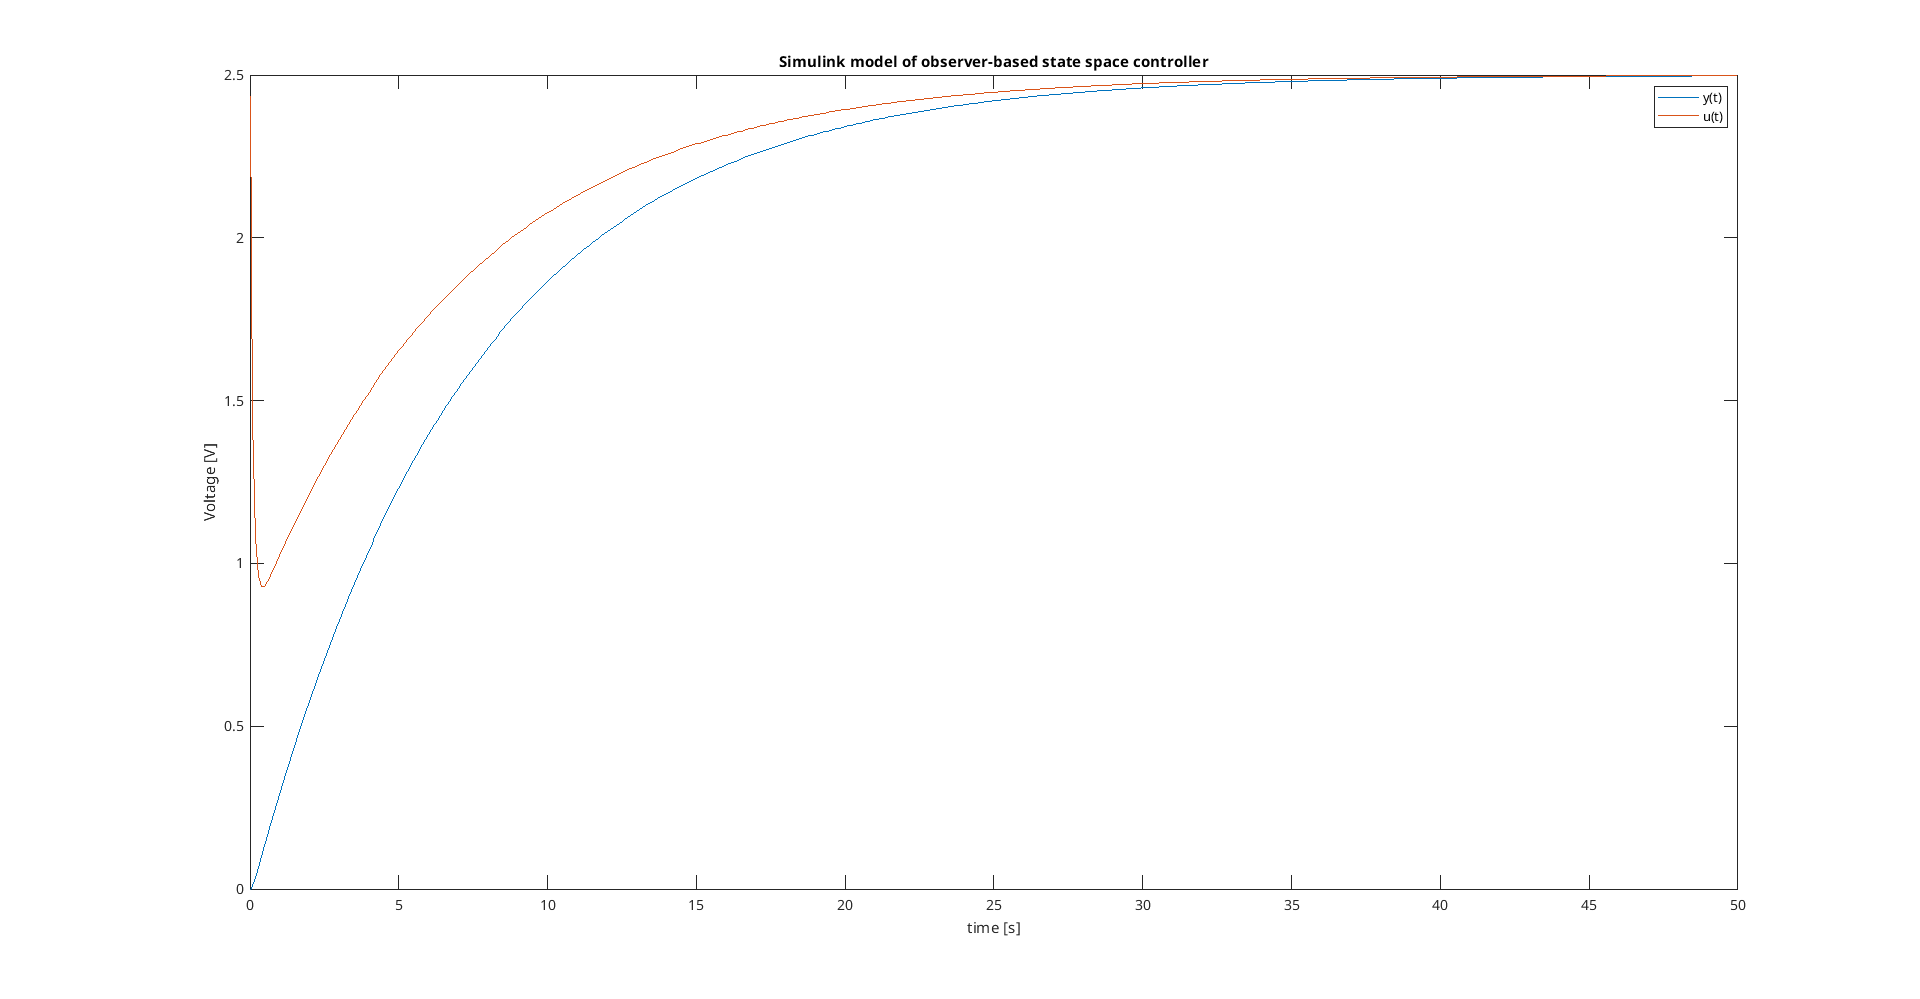 Simulink model of observer-based state space controller
2.5
2
1.5
1
0.5
0
Voltage [V]
y(t)
u(t)
0 5 10 15 20 25 30 35 40 45 50
time [s]